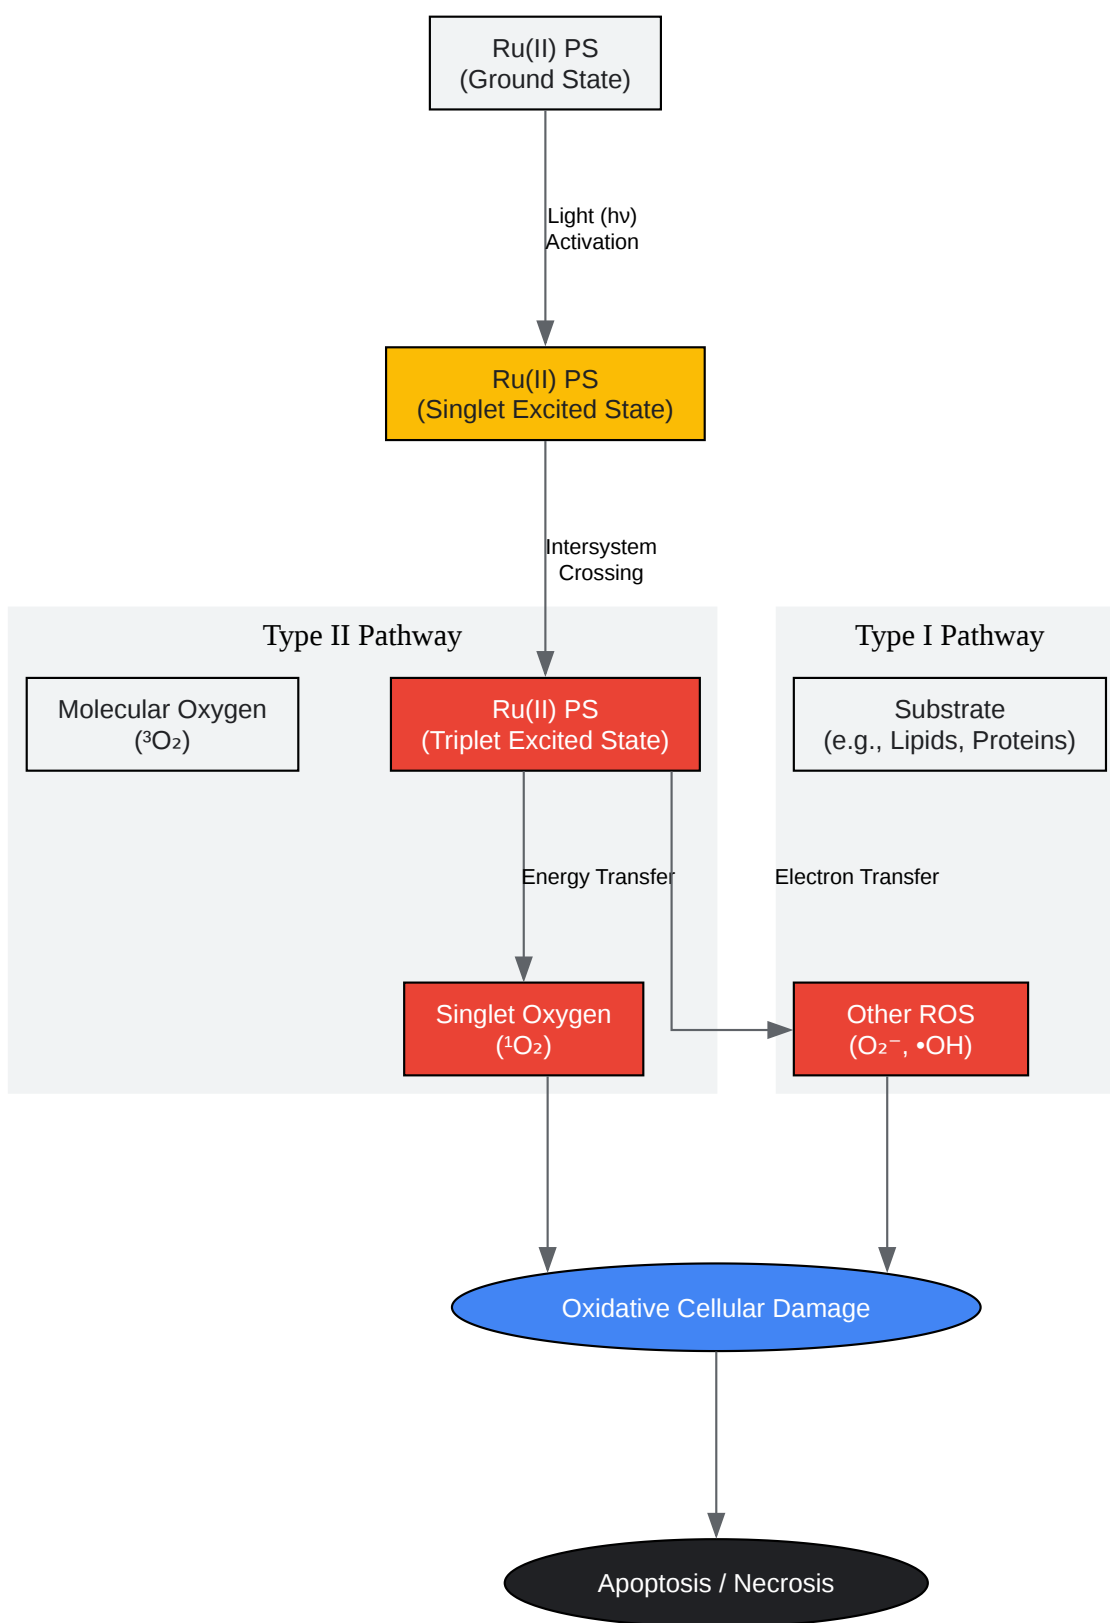 Ru(II) PS
(Ground State)
Light (hν)
Activation
Ru(II) PS
(Singlet Excited State)
Intersystem
Crossing
Type II Pathway
Type I Pathway
Molecular Oxygen
(³O₂)
Ru(II) PS
(Triplet Excited State)
Substrate
(e.g., Lipids, Proteins)
Energy Transfer
Electron Transfer
Singlet Oxygen
(¹O₂)
Other ROS
(O₂⁻, •OH)
Oxidative Cellular Damage
Apoptosis / Necrosis